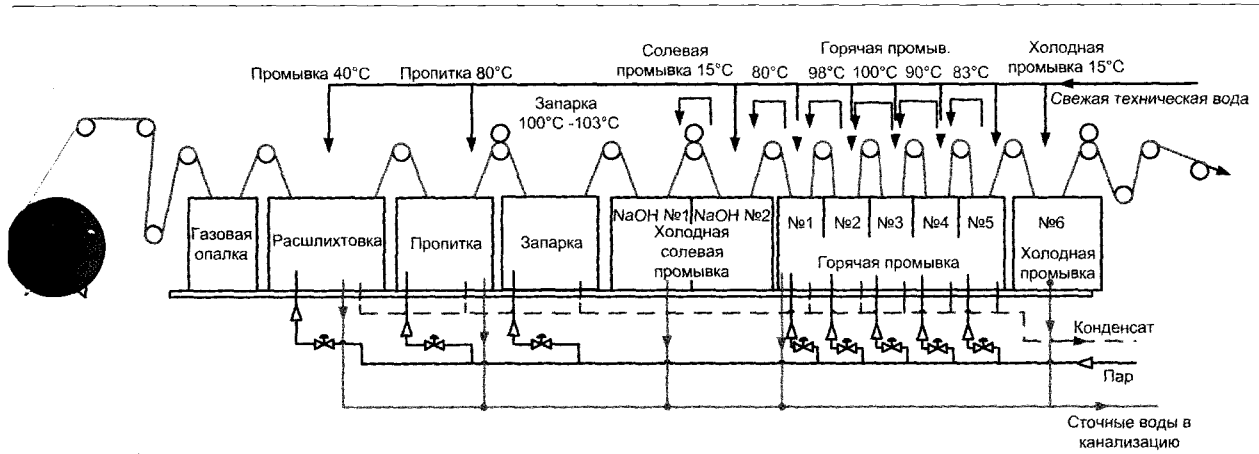 Солевая
промывка 15°С
Горячая промыв.
Холодная
промывка 15°С
Промывка 40°С
Пропитка 80°С
80°С
98°С
100°С
90°С
83°С
Свежая техническая вода
Запарка
100°С -103°С
Газовая
опалка
Расшлихтовка
Пропитка
Запарка
NaOH №1
NaOH №2
Холодная
солевая
промывка
№1
№2
№3
№4
№5
Горячая промывка
№6
Холодная
промывка
Конденсат
Пар
Сточные воды в
канализацию